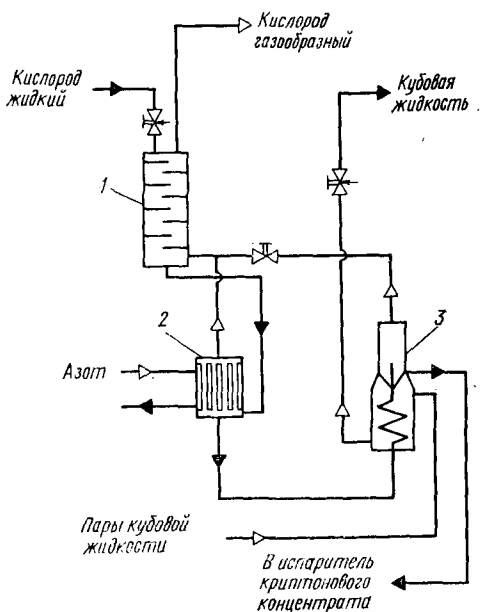 Кислород
газообразный
Кислород
жидкий
Кубовая
жидкость
1
2
3
Азот
Пары кубовой
жидкости
В испаритель
криптонового
концентрата